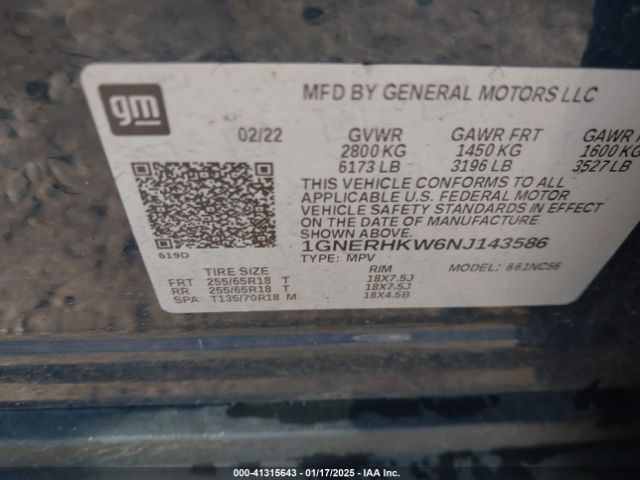 gm
MFD BY GENERAL MOTORS LLC
02/22 GVWR GAWR FRT GAWR
2800 KG 1450 KG 1600 KG
6173 LB 3196 LB 3527 LB
THIS VEHICLE CONFORMS TO ALL
APPLICABLE U.S. FEDERAL MOTOR
VEHICLE SAFETY STANDARDS IN EFFECT
ON THE DATE OF MANUFACTURE
SHOWN ABOVE.
1GNERHKW6NJ143586
619D
TYPE: MPV MODEL: 661NC56
TIRE SIZE RIM
FRT 255/65R18 T 18X7.5J
RR 255/65R18 T 18X7.5J
SPA T135/70R18 M 18X4.5B
000-41315643 - 01/17/2025 - IAA Inc.